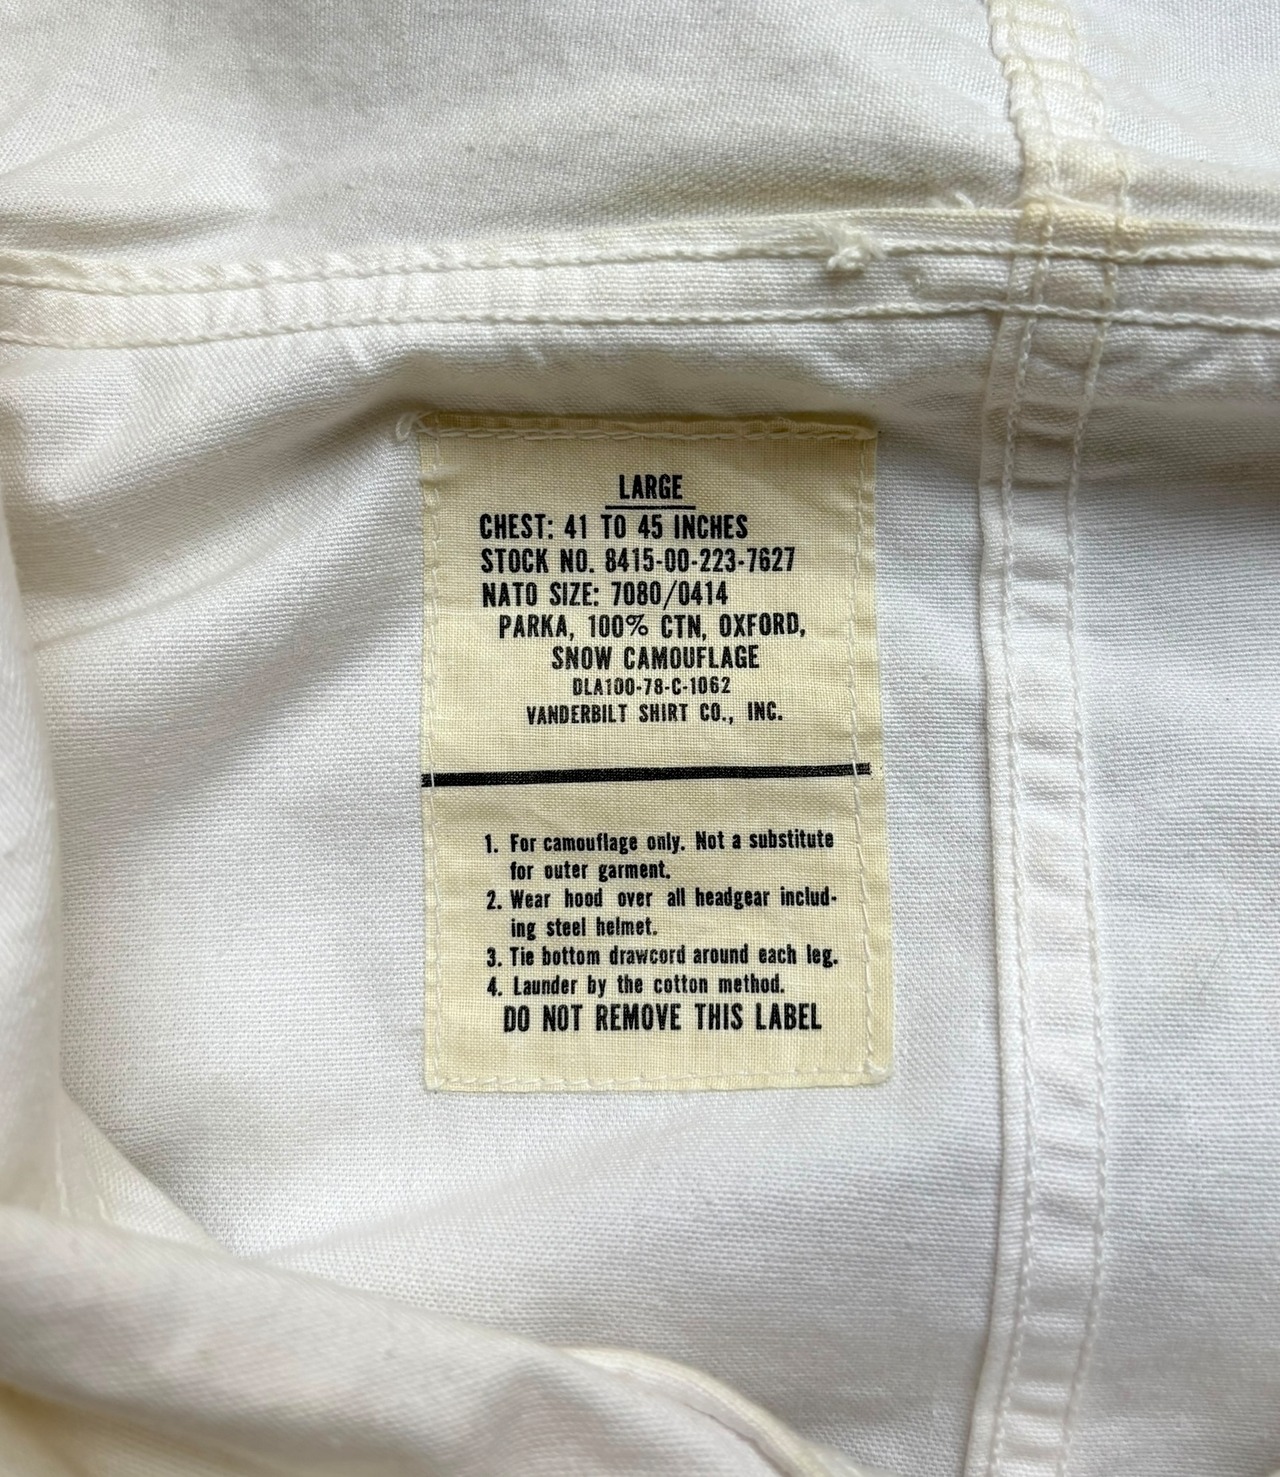 LARGE
CHEST: 41 TO 45 INCHES
STOCK NO. 8415-00-223-7627
NATO SIZE: 7080/0414
PARKA, 100% CTN, OXFORD,
SNOW CAMOUFLAGE
DLA100-78-C-1062
VANDERBILT SHIRT CO., INC.
1. For camouflage only. Not a substitute
for outer garment.
2. Wear hood over all headgear includ-
ing steel helmet.
3. Tie bottom drawcord around each leg.
4. Launder by the cotton method.
DO NOT REMOVE THIS LABEL